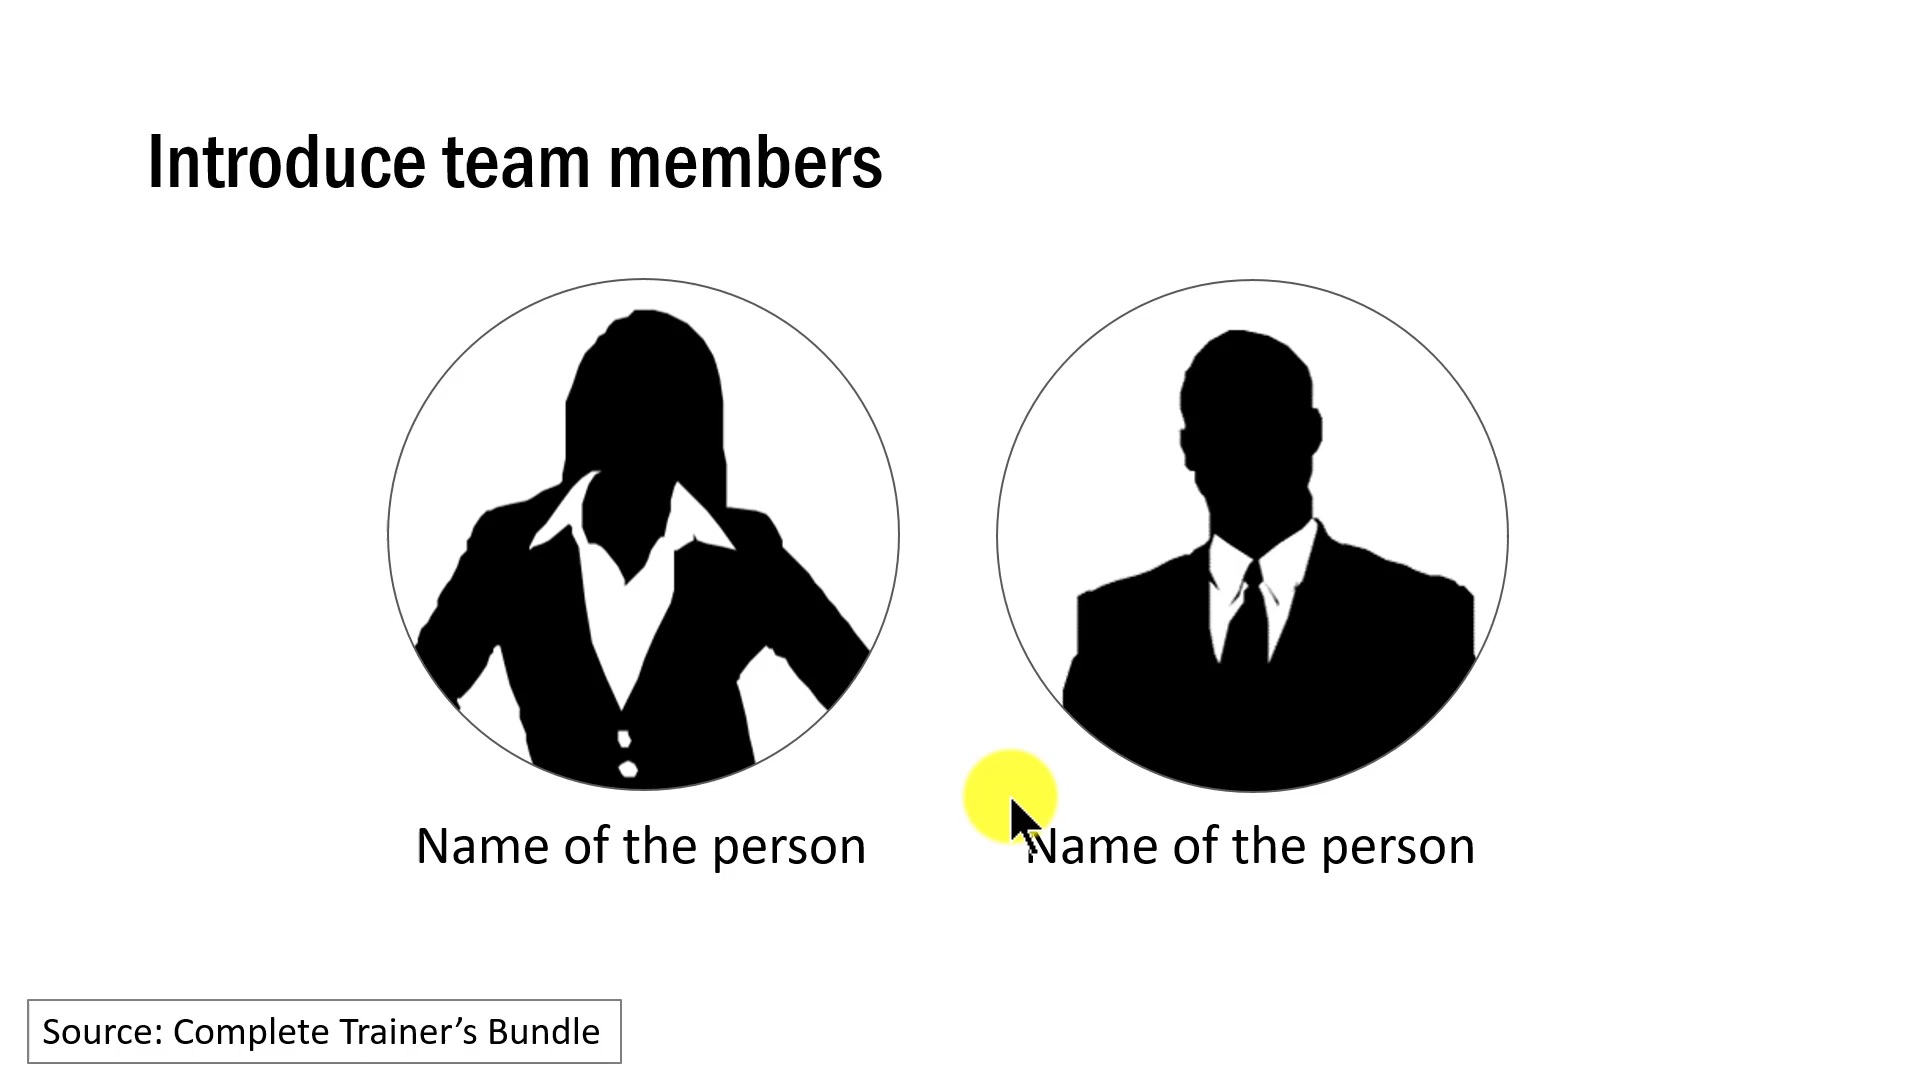 Introduce team members
Name of the person
Name of the person
Source: Complete Trainer’s Bundle